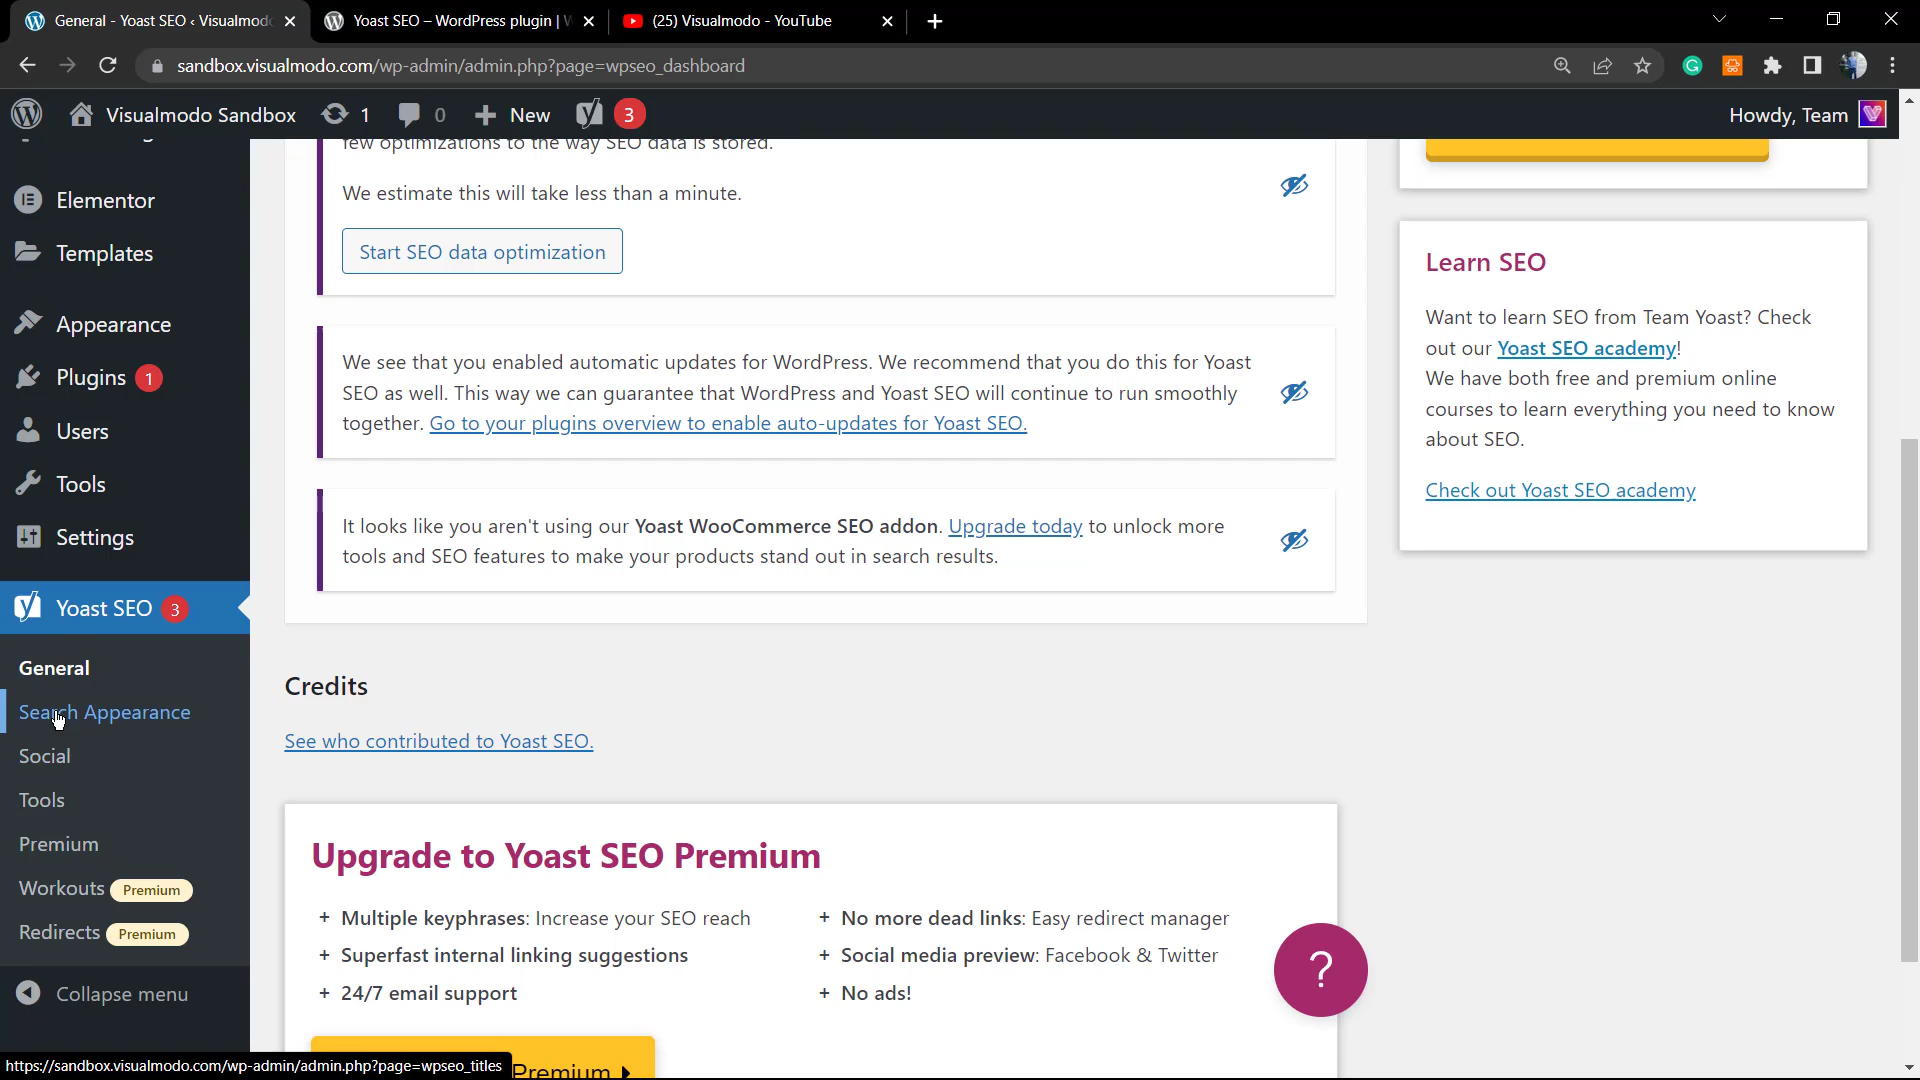 General - Yoast SEO ‹ Visualmodo
Yoast SEO – WordPress plugin |
(25) Visualmodo - YouTube
sandbox.visualmodo.com/wp-admin/admin.php?page=wpseo_dashboard
Visualmodo Sandbox
1
0
New
3
Howdy, Team
few optimizations to the way SEO data is stored.
We estimate this will take less than a minute.
Start SEO data optimization
We see that you enabled automatic updates for WordPress. We recommend that you do this for Yoast
SEO as well. This way we can guarantee that WordPress and Yoast SEO will continue to run smoothly
together. Go to your plugins overview to enable auto-updates for Yoast SEO.
It looks like you aren't using our Yoast WooCommerce SEO addon. Upgrade today to unlock more
tools and SEO features to make your products stand out in search results.
Learn SEO
Want to learn SEO from Team Yoast? Check
out our Yoast SEO academy!
We have both free and premium online
courses to learn everything you need to know
about SEO.
Check out Yoast SEO academy
Elementor
Templates
Appearance
Plugins 1
Users
Tools
Settings
Yoast SEO 3
General
Search Appearance
Social
Tools
Premium
Workouts Premium
Redirects Premium
Collapse menu
Credits
See who contributed to Yoast SEO.
Upgrade to Yoast SEO Premium
+ Multiple keyphrases: Increase your SEO reach
+ Superfast internal linking suggestions
+ 24/7 email support
+ No more dead links: Easy redirect manager
+ Social media preview: Facebook & Twitter
+ No ads!
?
Premium
https://sandbox.visualmodo.com/wp-admin/admin.php?page=wpseo_titles